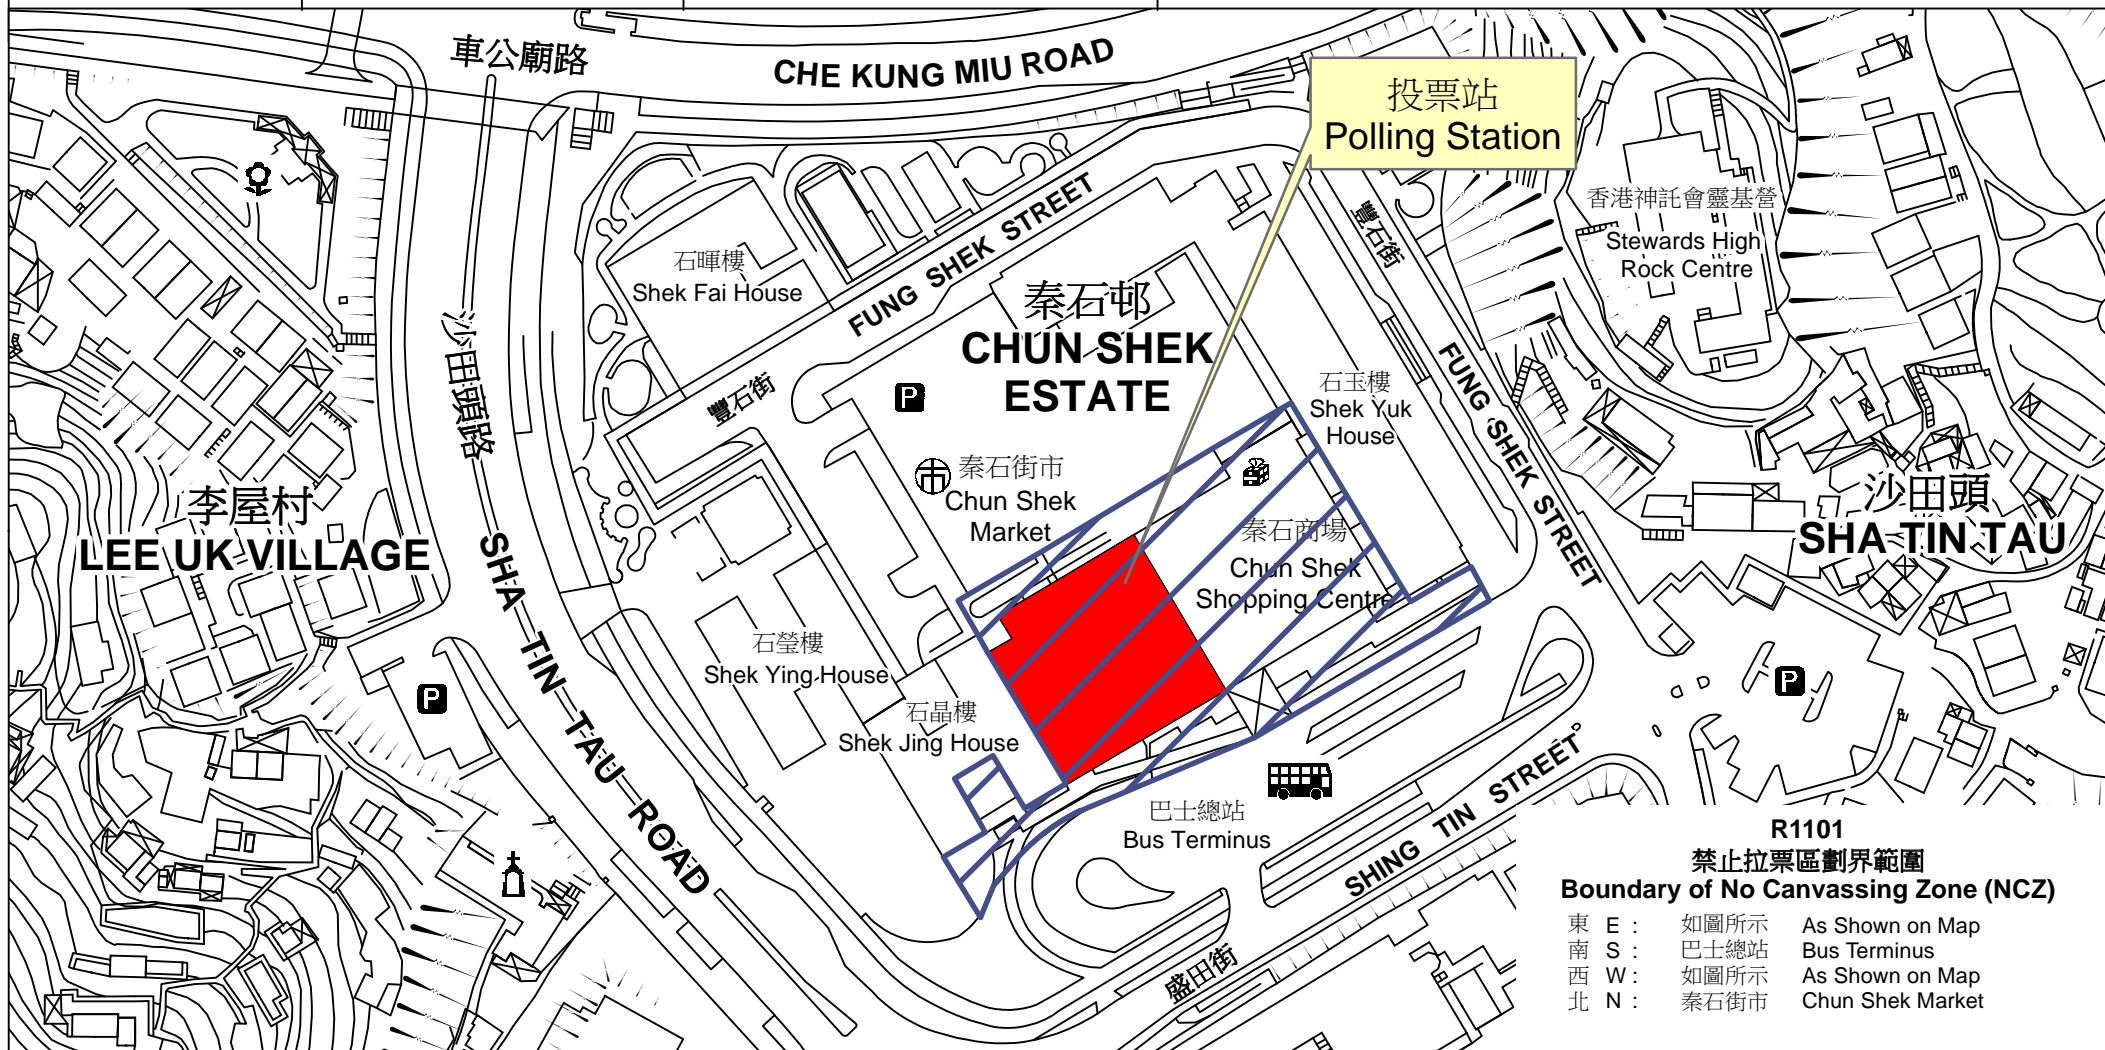 車公廟路
CHE KUNG MIU ROAD
投票站
Polling Station
香港神託會靈基營
Stewards High
Rock Centre
石暉樓
Shek Fai House
FUNG SHEK STREET
豐石街
秦石邨
CHUN SHEK
ESTATE
沙田頭路
豐石街
P
石玉樓
Shek Yuk
House
FUNG SHEK STREET
市
秦石街市
Chun Shek
Market
李屋村
LEE UK VILLAGE
秦石商場
Chun Shek
Shopping Centre
沙田頭
SHA TIN TAU
SHA TIN TAU ROAD
石瑩樓
Shek Ying House
P
P
石晶樓
Shek Jing House
巴士總站
Bus Terminus
SHING TIN STREET
盛田街
R1101
禁止拉票區劃界範圍
Boundary of No Canvassing Zone (NCZ)
東 E : 如圖所示 As Shown on Map
南 S : 巴士總站 Bus Terminus
西 W : 如圖所示 As Shown on Map
北 N : 秦石街市 Chun Shek Market